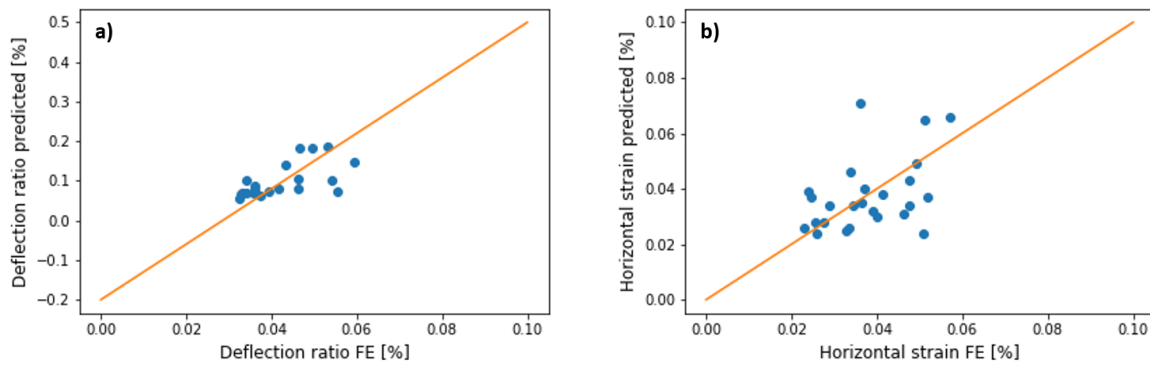 a)
Deflection ratio predicted [%]
0.5
0.4
0.3
0.2
0.1
0.0
−0.1
−0.2
0.00 0.02 0.04 0.06 0.08 0.10
Deflection ratio FE [%]
b)
Horizontal strain predicted [%]
0.10
0.08
0.06
0.04
0.02
0.00
0.00 0.02 0.04 0.06 0.08 0.10
Horizontal strain FE [%]